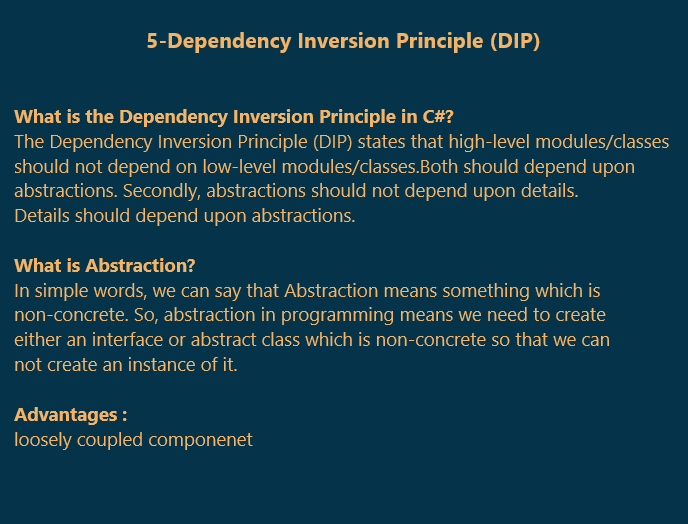 5-Dependency Inversion Principle (DIP)
What is the Dependency Inversion Principle in C#?
The Dependency Inversion Principle (DIP) states that high-level modules/classes
should not depend on low-level modules/classes.Both should depend upon
abstractions. Secondly, abstractions should not depend upon details.
Details should depend upon abstractions.
What is Abstraction?
In simple words, we can say that Abstraction means something which is
non-concrete. So, abstraction in programming means we need to create
either an interface or abstract class which is non-concrete so that we can
not create an instance of it.
Advantages :
loosely coupled componenet